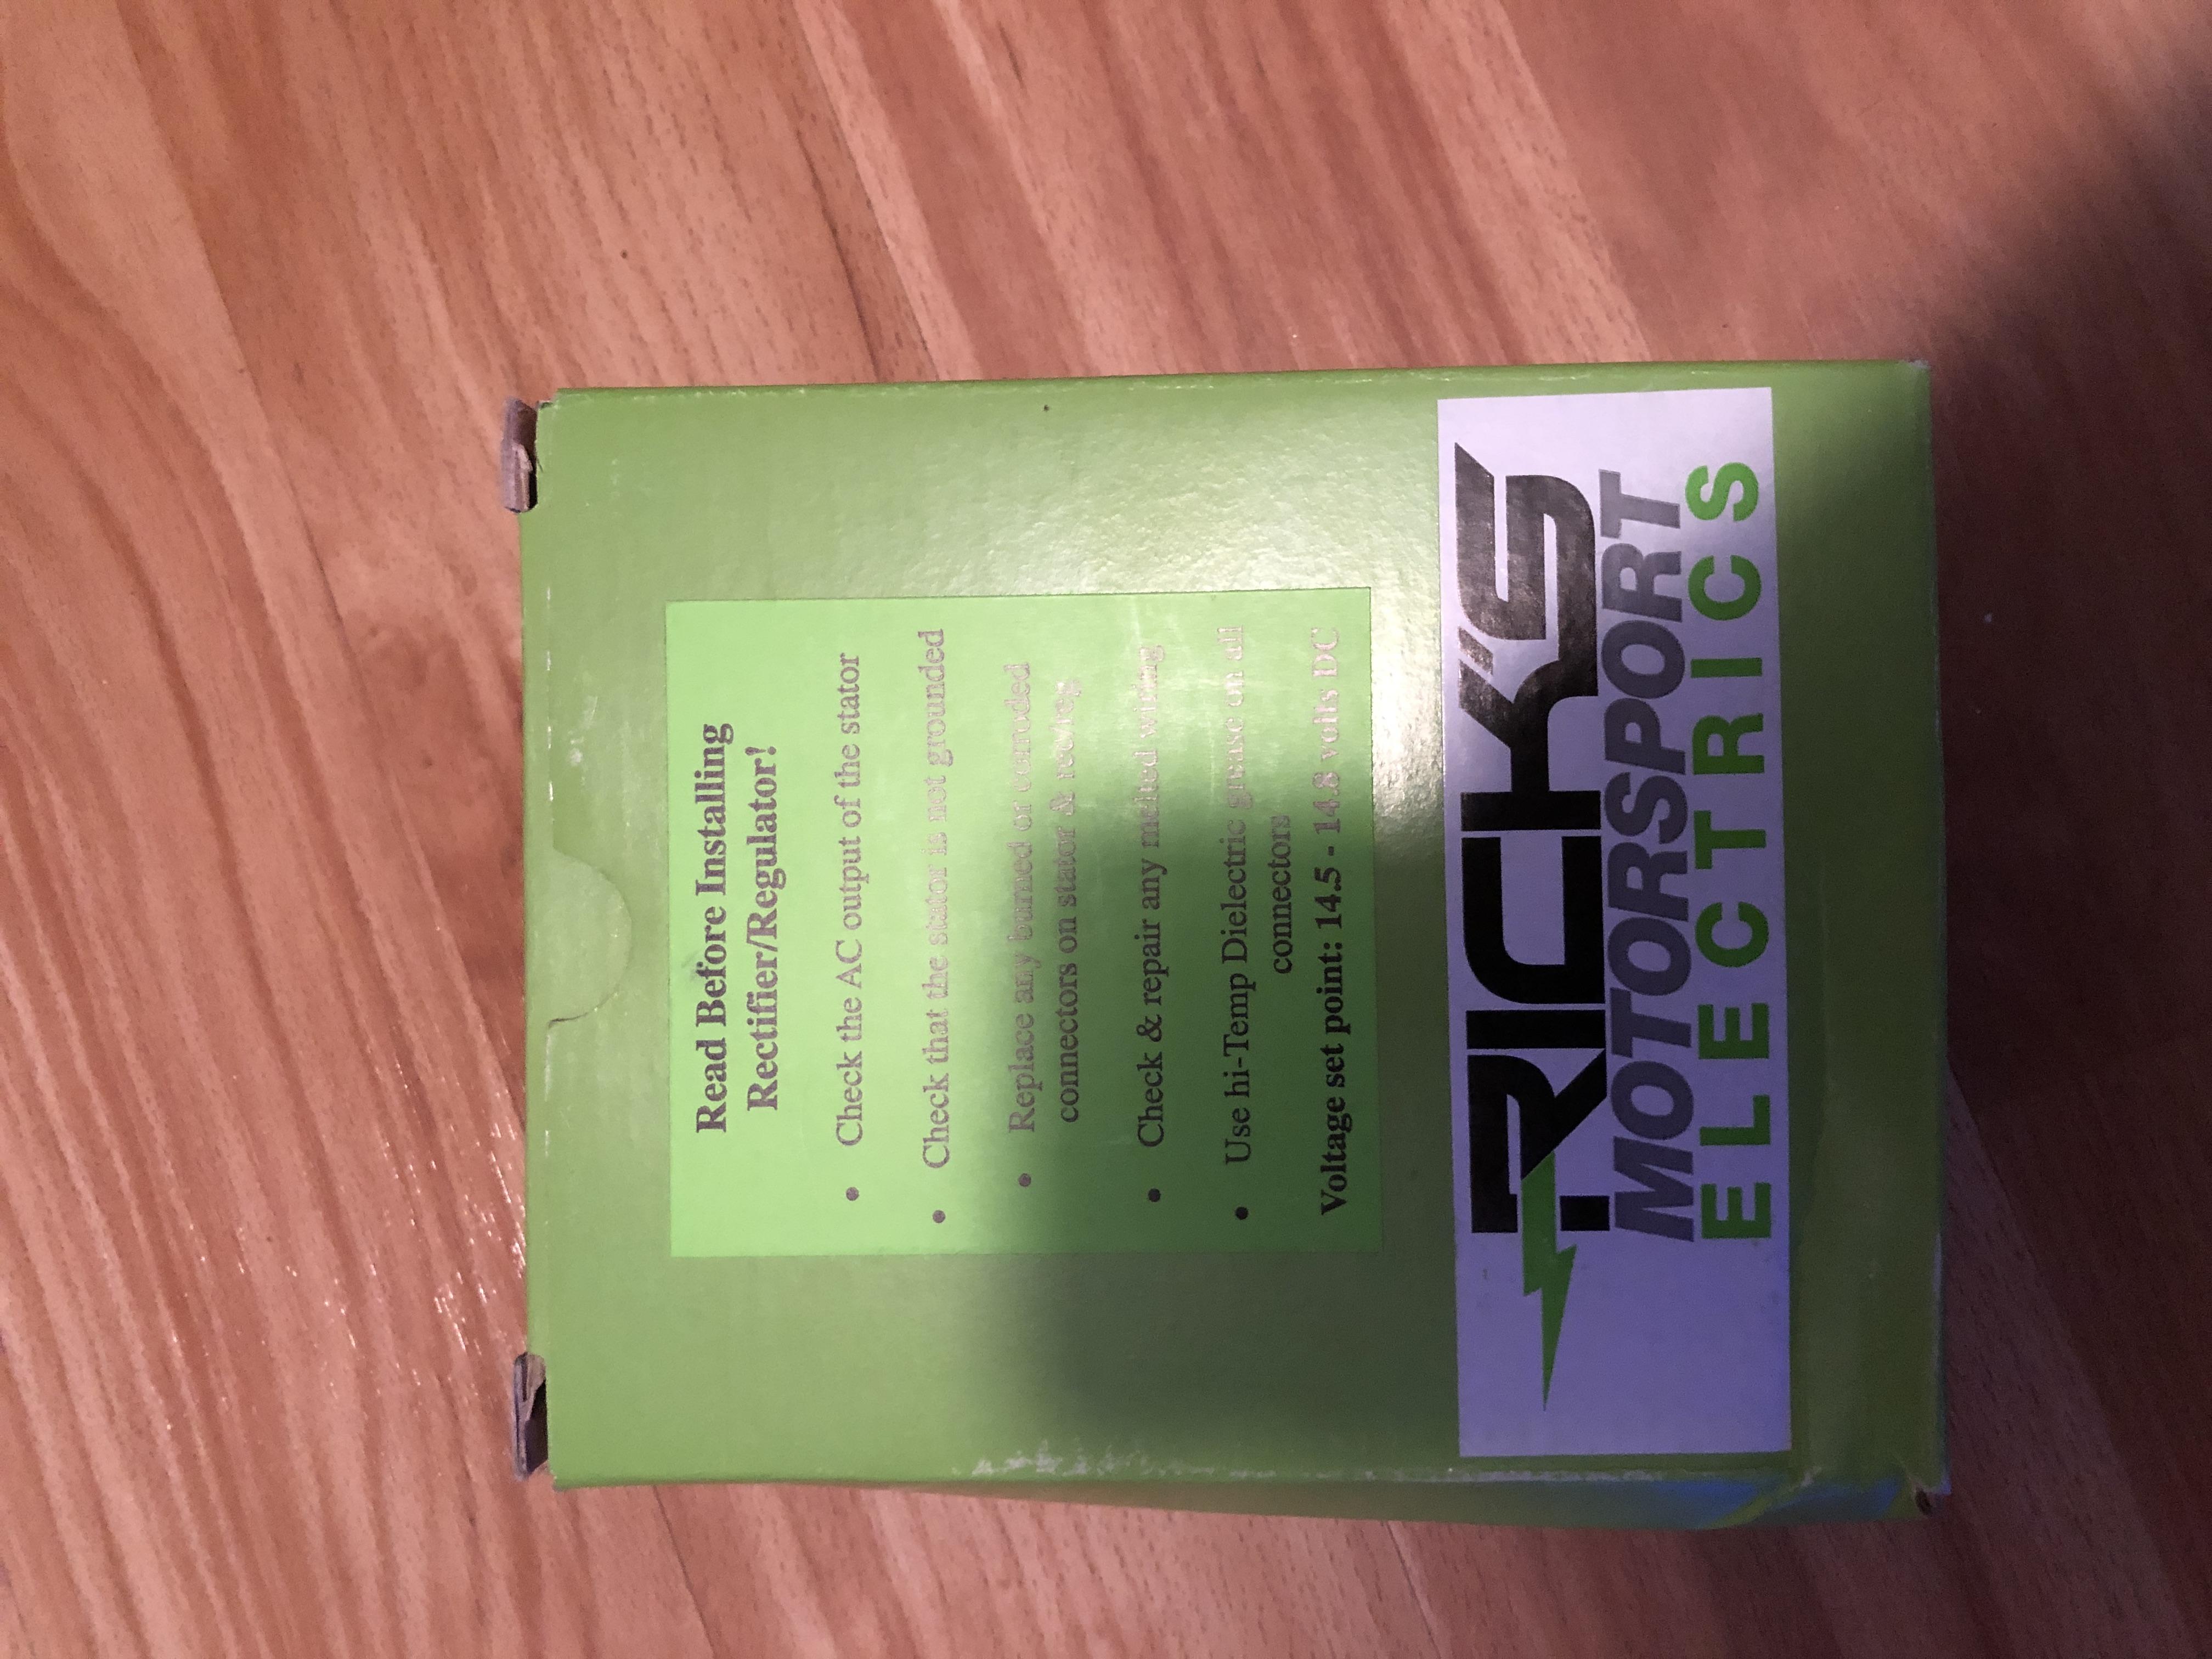 Read Before Installing
Rectifier/Regulator!
• Check the AC output of the stator
• Check that the stator is not grounded
• Replace any burned or corroded
connectors on stator & rec/reg
• Check & repair any melted wiring
• Use hi-Temp Dielectric grease on all
connectors
Voltage set point: 14.5 - 14.8 volts DC
RICK'S
MOTORSPORT
ELECTRICS